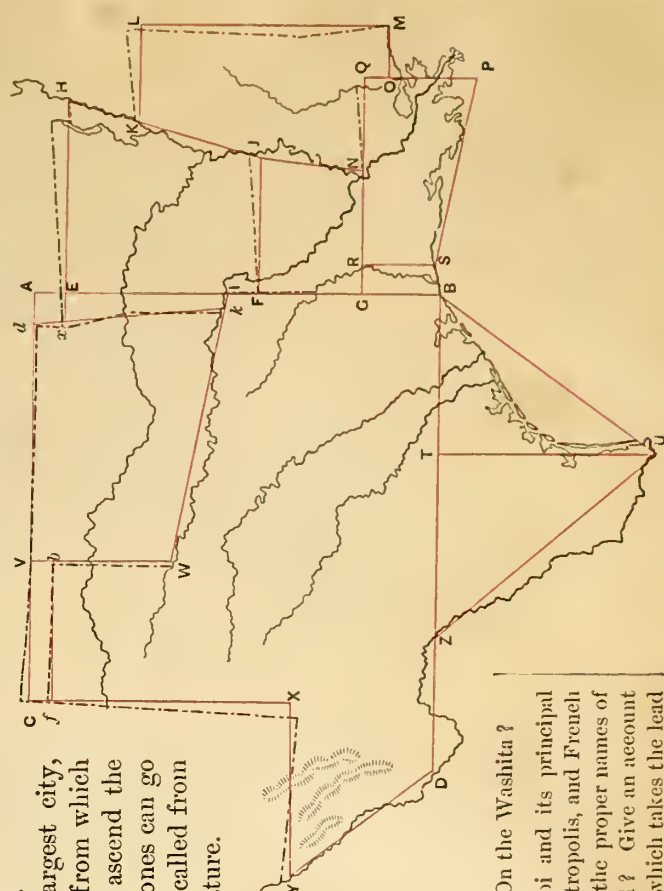 L
M
H
Q
K
O
P
J
N
A
E
I
R
S
F
G
B
d
x
k
T
U
V
b
W
Z
C
f
X
D
Y
argest city,
from which
ascend the
ones can go
called from
ture.
On the Washita ?
pi and its principal
tropolis, and French
the proper names of
? Give an account
which takes the lead